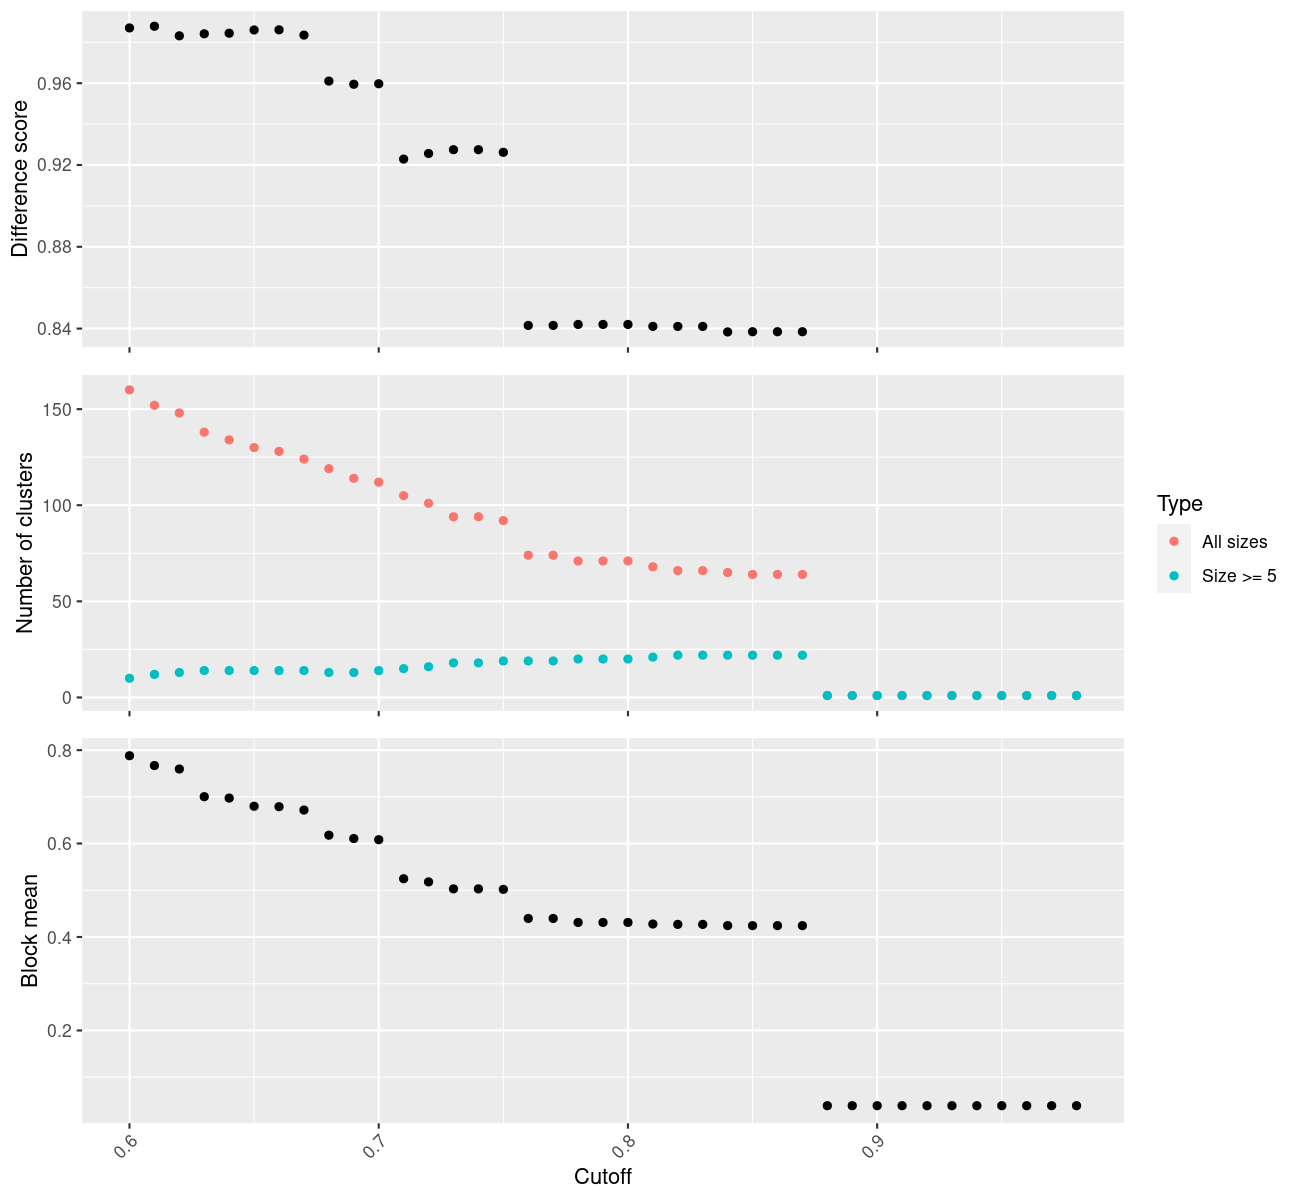 Difference score
0.96
0.92
0.88
0.84
Number of clusters
150
100
50
0
Type
All sizes
Size >= 5
Block mean
0.8
0.6
0.4
0.2
0.6 0.7 0.8 0.9
Cutoff